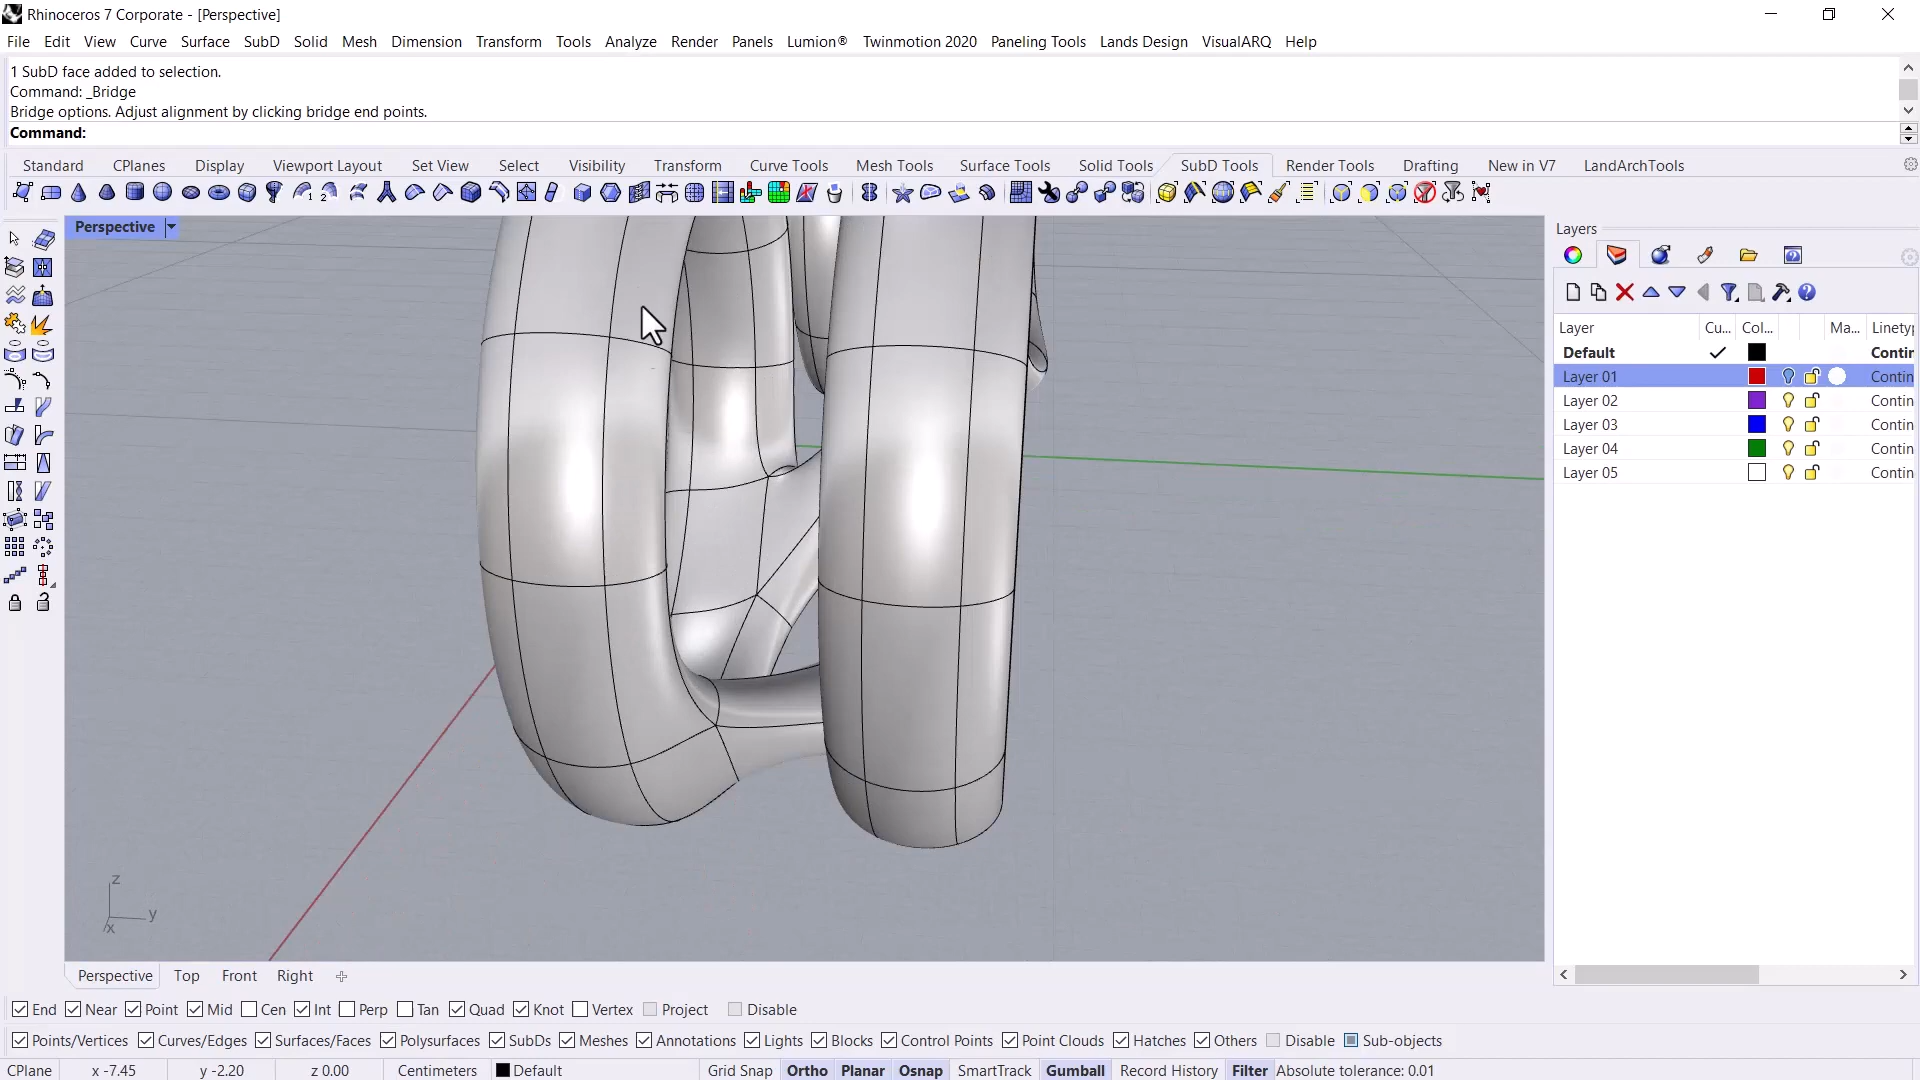 Rhinoceros 7 Corporate - [Perspective]
File Edit View Curve Surface SubD Solid Mesh Dimension Transform Tools Analyze Render Panels Lumion® Twinmotion 2020 Paneling Tools Lands Design VisualARQ Help
1 SubD face added to selection.
Command: _Bridge
Bridge options. Adjust alignment by clicking bridge end points.
Command:
Standard CPlanes Display Viewport Layout Set View Select Visibility Transform Curve Tools Mesh Tools Surface Tools Solid Tools SubD Tools Render Tools Drafting New in V7 LandArchTools
Perspective
Layers
Layer Cu... Col... Ma... Linety
Default Contin
Layer 01 Contin
Layer 02 Contin
Layer 03 Contin
Layer 04 Contin
Layer 05 Contin
z
y
x
Perspective Top Front Right
End Near Point Mid Cen Int Perp Tan Quad Knot Vertex Project Disable
Points/Vertices Curves/Edges Surfaces/Faces Polysurfaces SubDs Meshes Annotations Lights Blocks Control Points Point Clouds Hatches Others Disable Sub-objects
CPlane x -7.45 y -2.20 z 0.00 Centimeters Default Grid Snap Ortho Planar Osnap SmartTrack Gumball Record History Filter Absolute tolerance: 0.01